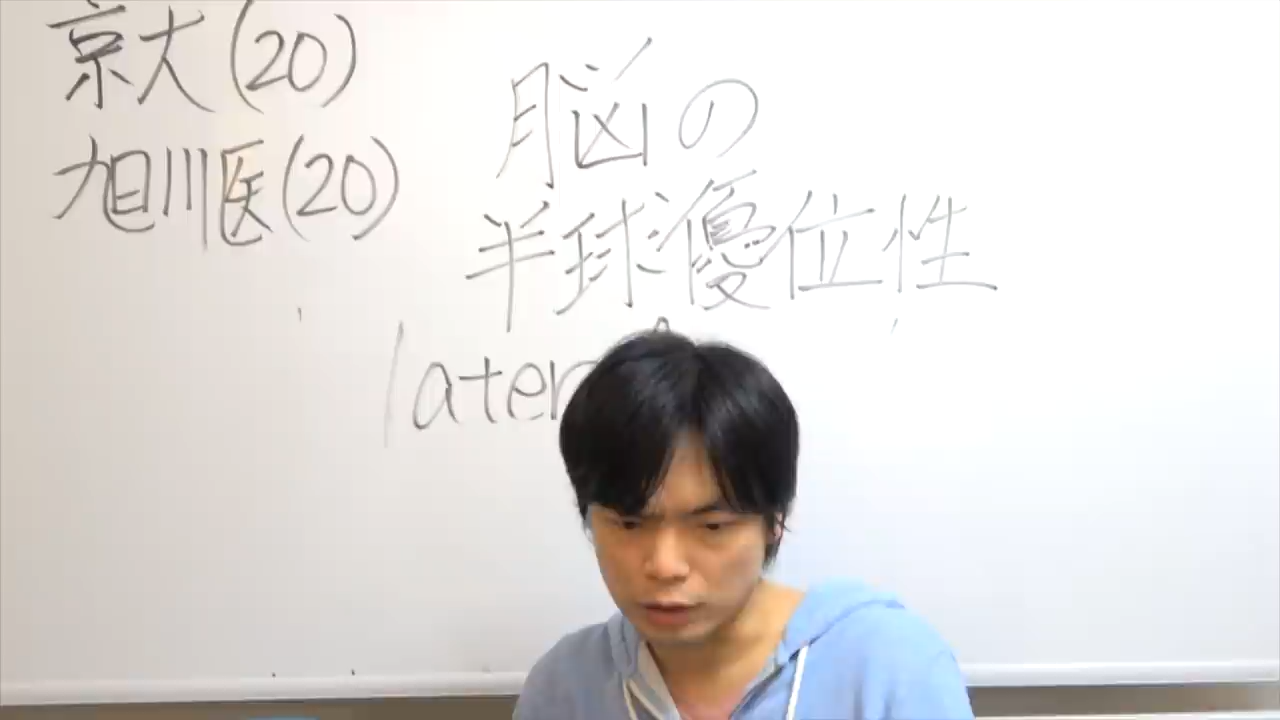 京大(20)
旭川医(20)
脳の
半球優位性
later